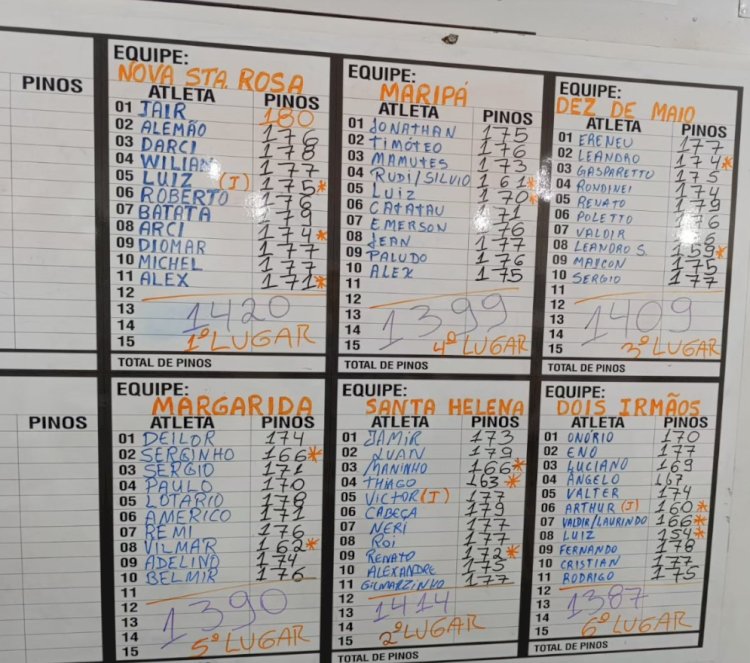 PINOS
EQUIPE:
NOVA STA. ROSA
ATLETA PINOS
01 JAIR 180
02 ALEMÃO 176
03 DARCI 178
04 WILIAN 177
05 LUIZ (J) 175*
06 ROBERTO 176
07 BATATA 179
08 ARCI 174*
09 DIOMAR 177
10 MICHEL 177
11 ALEX 171*
12
13 1420
14
15 1º LUGAR
TOTAL DE PINOS
EQUIPE:
MARIPÁ
ATLETA PINOS
01 JONATHAN 175
02 TIMÓTEO 176
03 MAMUTES 173
04 RUDI/SILVIO 161*
05 LUIZ 170*
06 CATATAU 171
07 EMERSON 176
08 JEAN 177
09 PALUDO 176
10 ALEX 175
11
12
13 1399
14
15 4º LUGAR
TOTAL DE PINOS
EQUIPE:
DEZ DE MAIO
ATLETA PINOS
01 ERENEU 177
02 LEANDRO 174*
03 GASPARETTO 175
04 RONDINEI 174
05 RENATO 179
06 POLETTO 176
07 VALDIR 176
08 LEANDRO S. 159*
09 MAICON 175
10 SERGIO 177
11
12
13 1409
14
15 3º LUGAR
TOTAL DE PINOS
PINOS
EQUIPE:
MARGARIDA
ATLETA PINOS
01 DEILOR 174
02 SERGINHO 166*
03 SERGIO 171
04 PAULO 170
05 LOTARIO 178
06 AMERICO 171
07 REMI 176
08 VILMAR 162*
09 ADELINO 174
10 BELMIR 176
11
12
13 1390
14
15 5º LUGAR
EQUIPE:
SANTA HELENA
ATLETA PINOS
01 JAMIR 173
02 LUAN 179
03 MANINHO 166*
04 THIAGO 163*
05 VICTOR (J) 177
06 CABEÇA 179
07 NERI 177
08 ROI 177
09 RENATO 172*
10 ALEXANDRE 175
11 GILMARZINHO 177
12
13 1414
14
15 2º LUGAR
TOTAL DE PINOS
EQUIPE:
DOIS IRMÃOS
ATLETA PINOS
01 ONÓRIO 170
02 ENO 177
03 LUCIANO 169
04 ANGELO 167
05 VALTER 174
06 ARTHUR (J) 160*
07 VALDIR/LAURINDO 166*
08 LUIZ 154*
09 FERNANDO 178
10 CRISTIAN 177
11 RODRIGO 175
12
13 1387
14
15 6º LUGAR
TOTAL DE PINOS